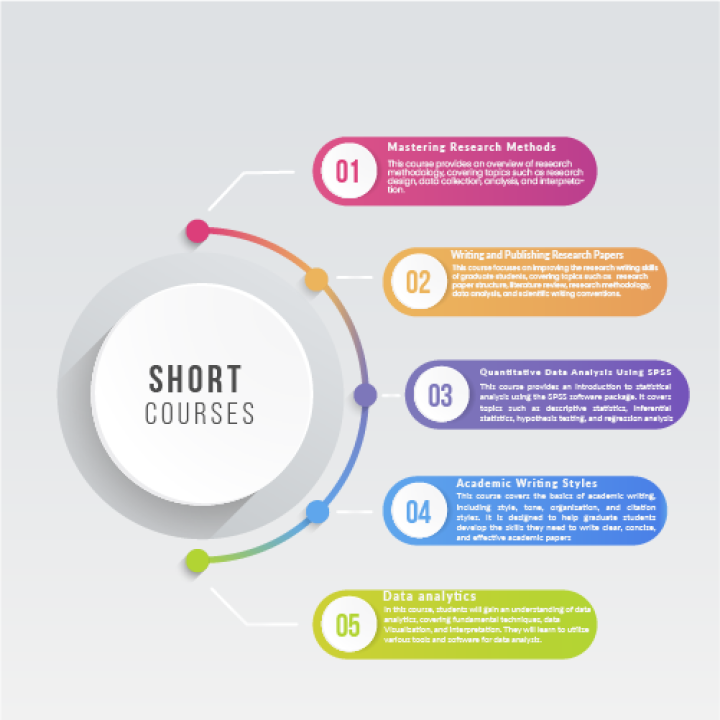 SHORT
COURSES
01
Mastering Research Methods
This course provides an overview of research
methodology, covering topics such as research
design, data collection, analysis, and interpreta-
tion.
02
Writing and Publishing Research Papers
This course focuses on improving the research writing skills
of graduate students, covering topics such as research
paper structure, literature review, research methodology,
data analysis, and scientific writing conventions.
03
Quantitative Data Analysis Using SPSS
This course provides an introduction to statistical
analysis using the SPSS software package. It covers
topics such as descriptive statistics, inferential
statistics, hypothesis testing, and regression analysis
04
Academic Writing Styles
This course covers the basics of academic writing,
including style, tone, organization, and citation
styles. It is designed to help graduate students
develop the skills they need to write clear, concise,
and effective academic papers
05
Data analytics
In this course, students will gain an understanding of data
analytics, covering fundamental techniques, data
Visualization, and interpretation. They will learn to utilize
various tools and software for data analysis.